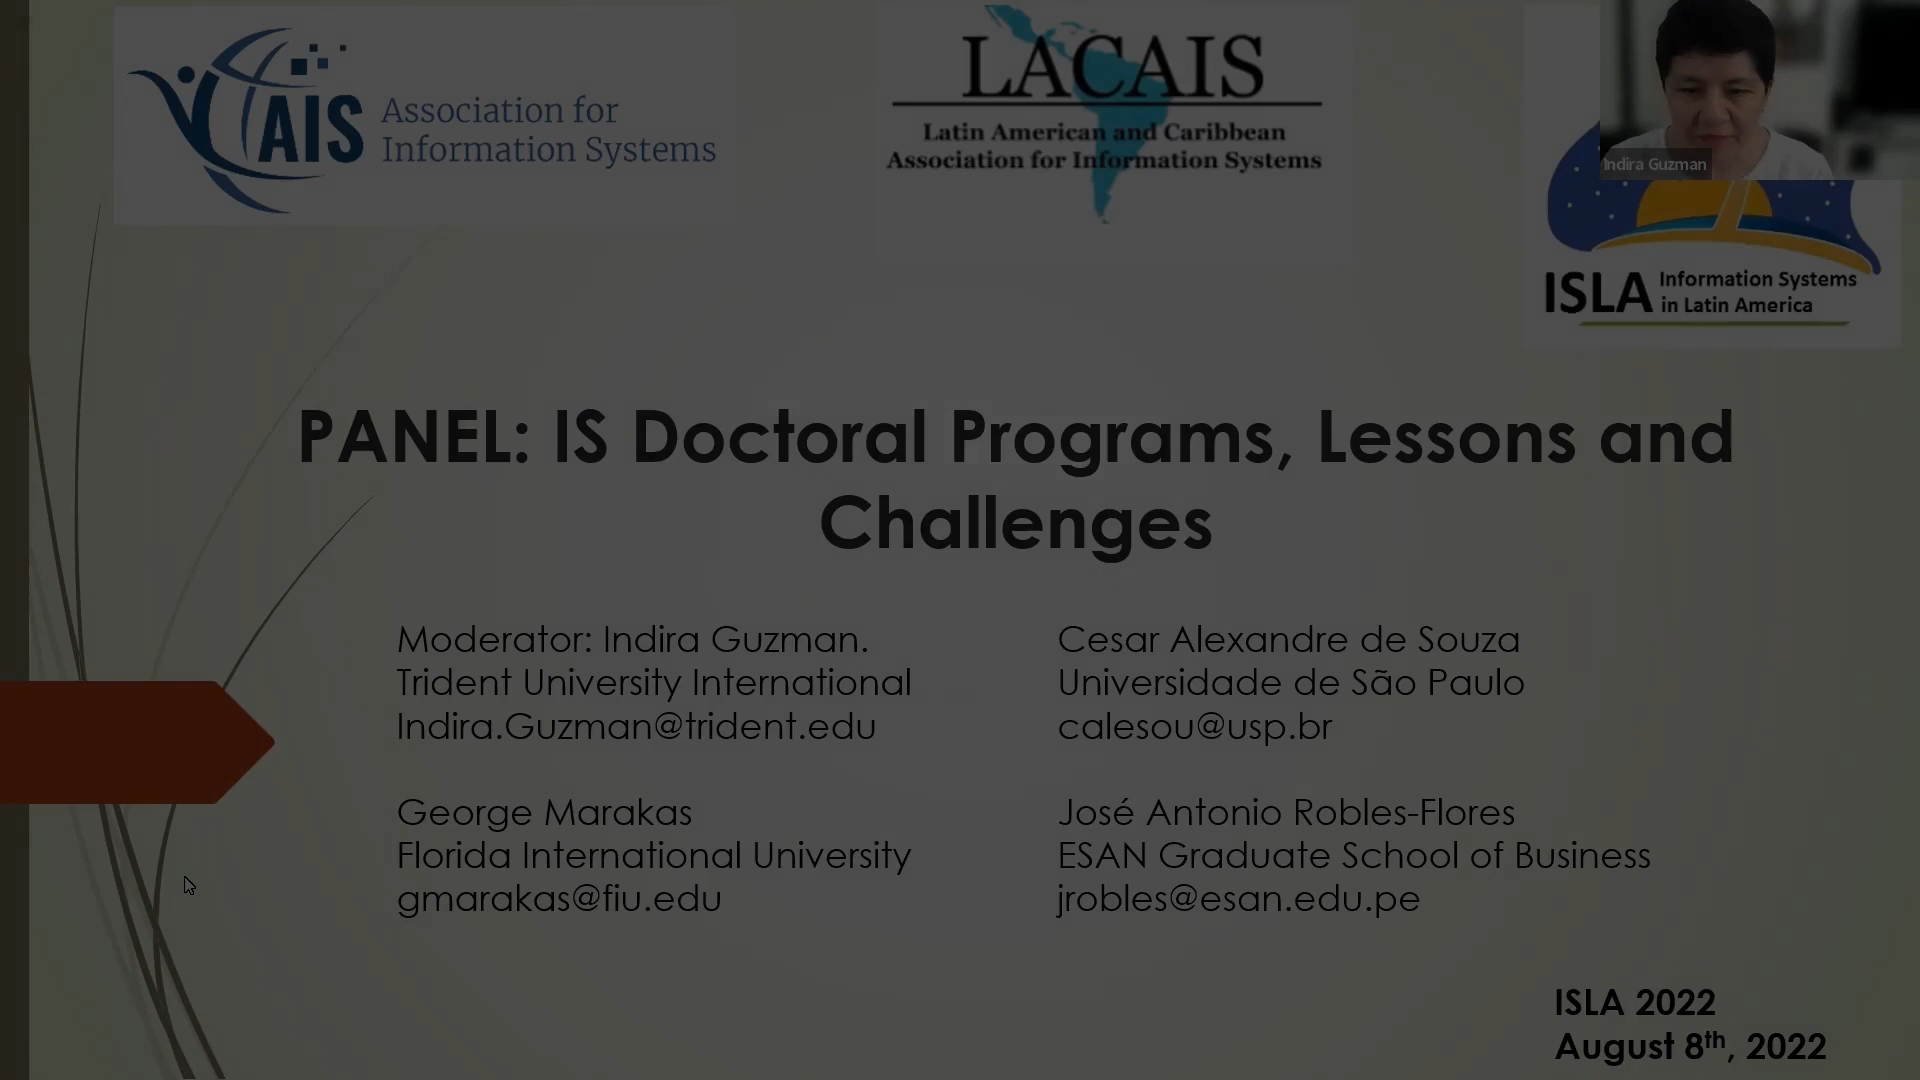 AIS
Association for
Information Systems
LACAIS
Latin American and Caribbean
Association for Information Systems
Indira Guzman
ISLA
Information Systems
in Latin America
PANEL: IS Doctoral Programs, Lessons and
Challenges
Moderator: Indira Guzman.
Trident University International
Indira.Guzman@trident.edu
George Marakas
Florida International University
gmarakas@fiu.edu
Cesar Alexandre de Souza
Universidade de São Paulo
calesou@usp.br
José Antonio Robles-Flores
ESAN Graduate School of Business
jrobles@esan.edu.pe
ISLA 2022
August 8th, 2022